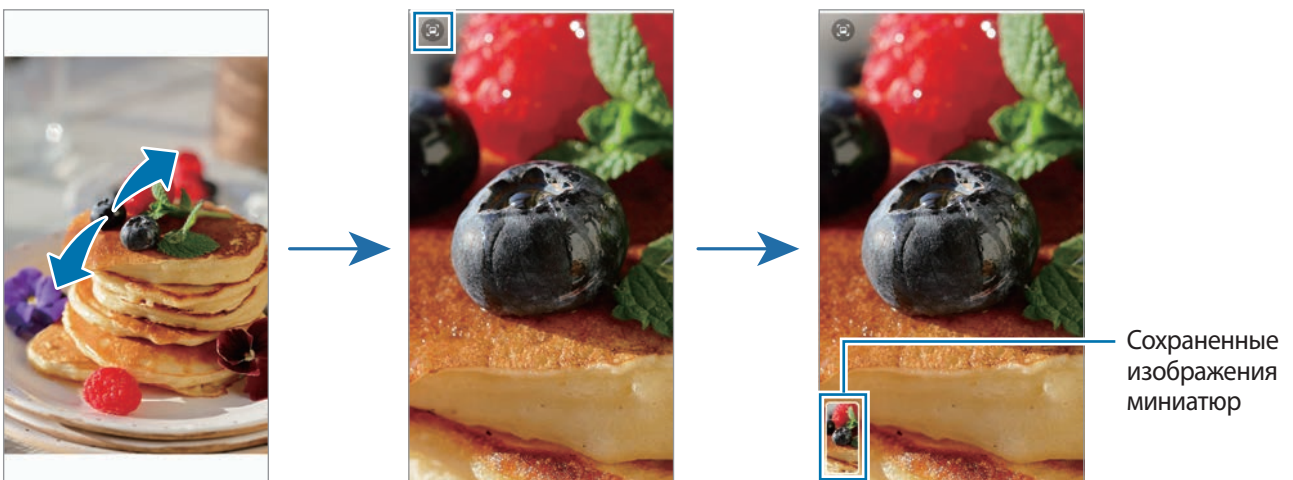 Сохраненные
изображения
миниатюр